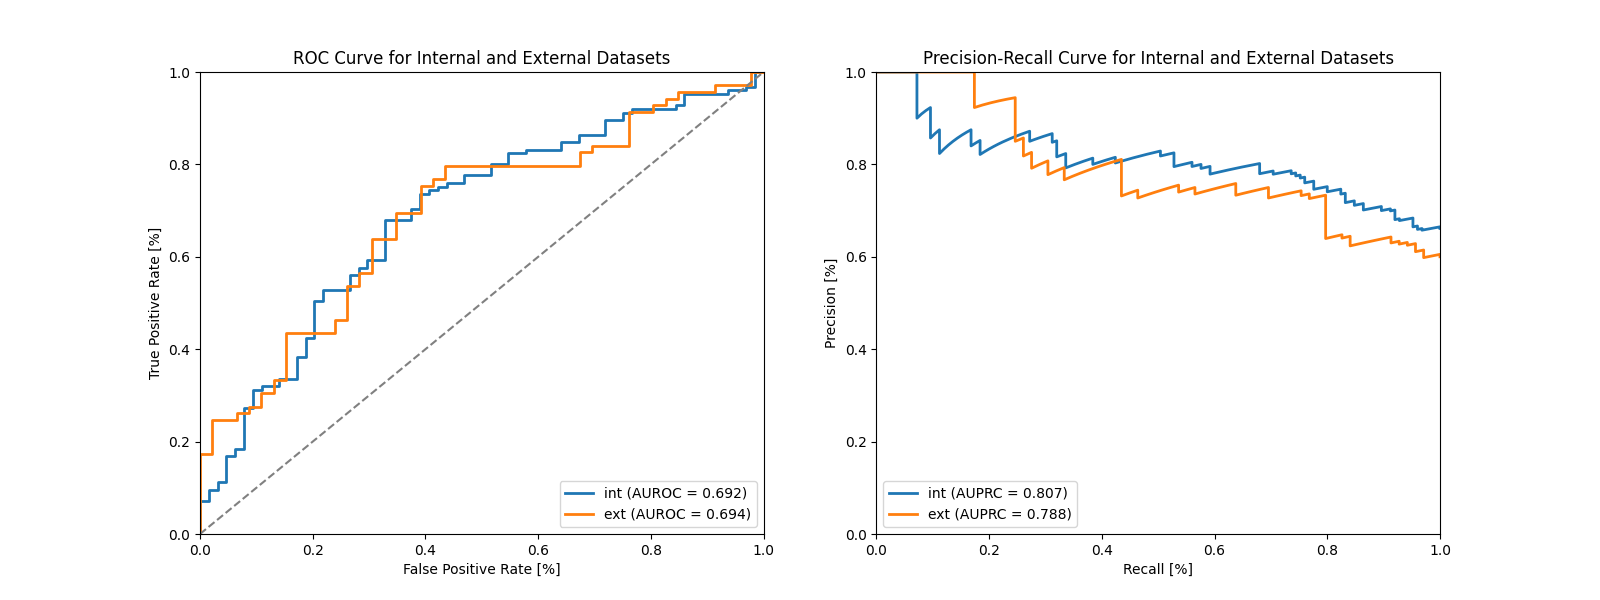 ROC Curve for Internal and External Datasets
1.0
0.8
0.6
0.4
0.2
0.0
True Positive Rate [%]
int (AUROC = 0.692)
ext (AUROC = 0.694)
0.0 0.2 0.4 0.6 0.8 1.0
False Positive Rate [%]
Precision-Recall Curve for Internal and External Datasets
1.0
0.8
0.6
0.4
0.2
0.0
Precision [%]
int (AUPRC = 0.807)
ext (AUPRC = 0.788)
0.0 0.2 0.4 0.6 0.8 1.0
Recall [%]